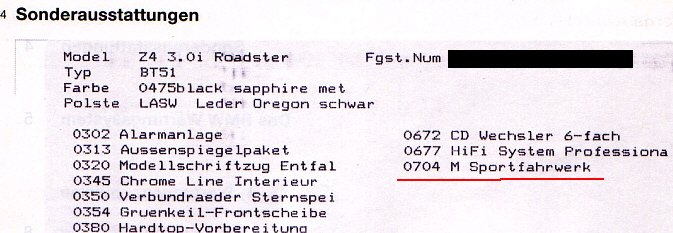 4 Sonderausstattungen
Model Z4 3.0i Roadster Fgst.Num
Typ BT51
Farbe 0475black sapphire met
Polste LASW Leder Oregon schwar
0302 Alarmanlage 0672 CD Wechsler 6-fach
0313 Aussenspiegelpaket 0677 HiFi System Professiona
0320 Modellschriftzug Entfal 0704 M Sportfahrwerk
0345 Chrome Line Interieur
0350 Verbundraeder Sternspei
0354 Gruenkeil-Frontscheibe
0380 Hardtop-Vorbereitung